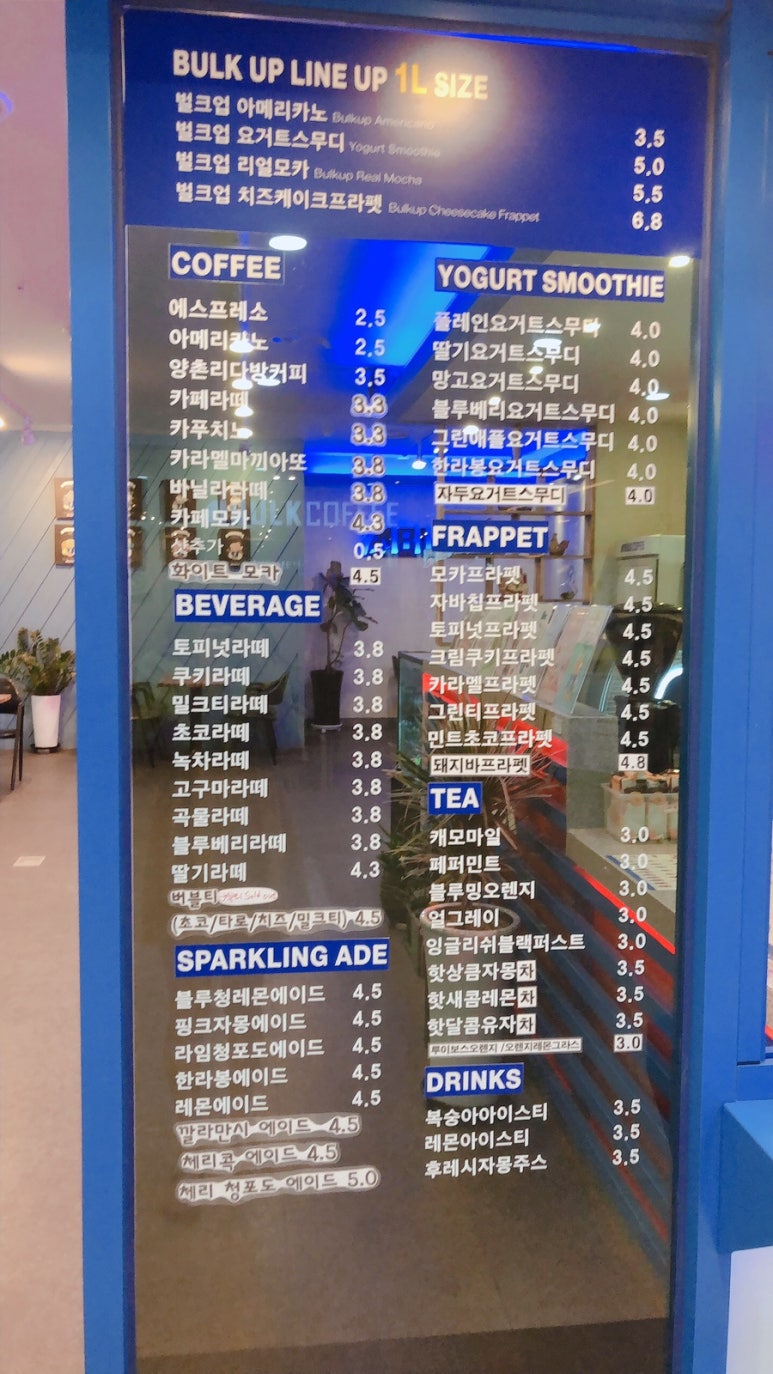 BULK UP LINE UP 1L SIZE
벌크업 아메리카노 Bulkup Americano 3.5
벌크업 요거트스무디 Yogurt Smoothie 5.0
벌크업 리얼모카 Bulkup Real Mocha 5.5
벌크업 치즈케이크프라펫 Bulkup Cheesecake Frappet 6.8
COFFEE
에스프레소 2.5
아메리카노 2.5
양촌리다방커피 3.5
카페라떼 3.3
카푸치노 3.3
카라멜마끼아또 3.8
바닐라라떼 3.8
카페모카 4.3
샷추가 0.5
화이트 모카 4.5
BEVERAGE
토피넛라떼 3.8
쿠키라떼 3.8
밀크티라떼 3.8
초코라떼 3.8
녹차라떼 3.8
고구마라떼 3.8
곡물라떼 3.8
블루베리라떼 3.8
딸기라떼 4.3
버블티
(초코/타로/치즈/밀크티) 4.5
SPARKLING ADE
블루청레몬에이드 4.5
핑크자몽에이드 4.5
라임청포도에이드 4.5
한라봉에이드 4.5
레몬에이드 4.5
깔라만시 에이드 4.5
체리콕 에이드 4.5
체리 청포도 에이드 5.0
YOGURT SMOOTHIE
플레인요거트스무디 4.0
딸기요거트스무디 4.0
망고요거트스무디 4.0
블루베리요거트스무디 4.0
그린애플요거트스무디 4.0
한라봉요거트스무디 4.0
자두요거트스무디 4.0
FRAPPET
모카프라펫 4.5
자바칩프라펫 4.5
토피넛프라펫 4.5
크림쿠키프라펫 4.5
카라멜프라펫 4.5
그린티프라펫 4.5
민트초코프라펫 4.5
돼지바프라펫 4.8
TEA
캐모마일 3.0
페퍼민트 3.0
블루밍오렌지 3.0
얼그레이 3.0
잉글리쉬블랙퍼스트 3.0
핫상큼자몽차 3.5
핫새콤레몬차 3.5
핫달콤유자차 3.5
루이보스오렌지 /오렌지레몬그라스 3.0
DRINKS
복숭아아이스티 3.5
레몬아이스티 3.5
후레시자몽주스 3.5
BULK COFFEE